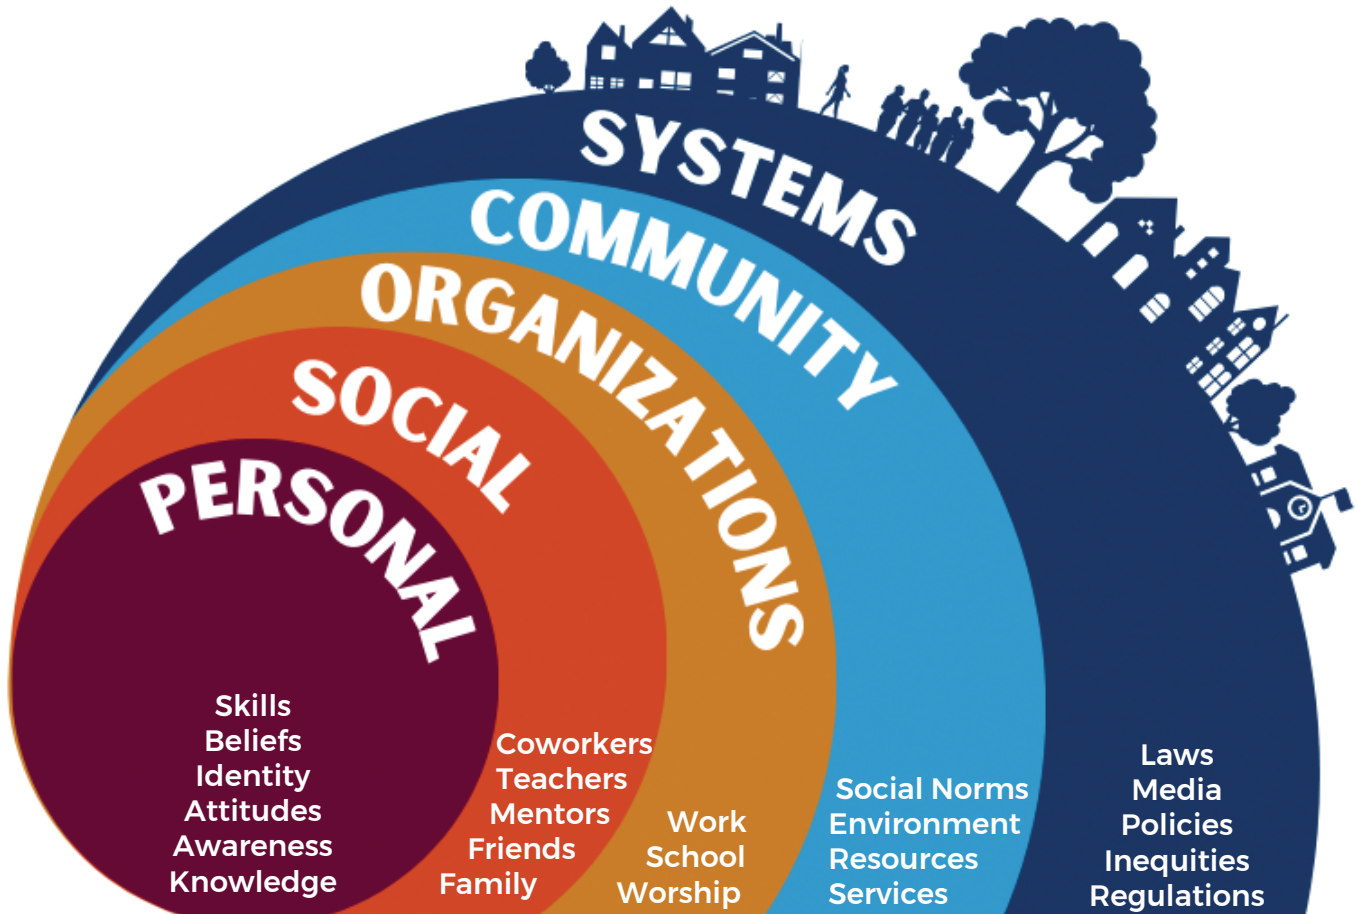 SYSTEMS
COMMUNITY
ORGANIZATIONS
SOCIAL
PERSONAL
Skills
Beliefs
Identity
Attitudes
Awareness
Knowledge
Coworkers
Teachers
Mentors
Friends
Family
Work
School
Worship
Social Norms
Environment
Resources
Services
Laws
Media
Policies
Inequities
Regulations